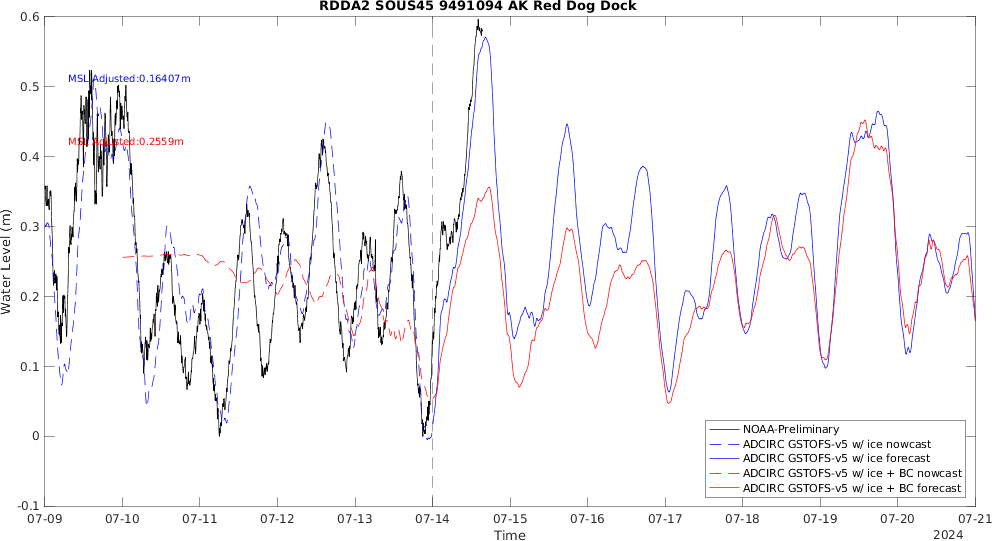 RDDA2 SOUS45 9491094 AK Red Dog Dock
0.6
0.5
0.4
0.3
0.2
0.1
0
-0.1
Water Level (m)
MSL Adjusted:0.16407m
MSL Adjusted:0.2559m
NOAA-Preliminary
ADCIRC GSTOFS-v5 w/ ice nowcast
ADCIRC GSTOFS-v5 w/ ice forecast
ADCIRC GSTOFS-v5 w/ ice + BC nowcast
ADCIRC GSTOFS-v5 w/ ice + BC forecast
07-09 07-10 07-11 07-12 07-13 07-14 07-15 07-16 07-17 07-18 07-19 07-20 07-21
Time
2024